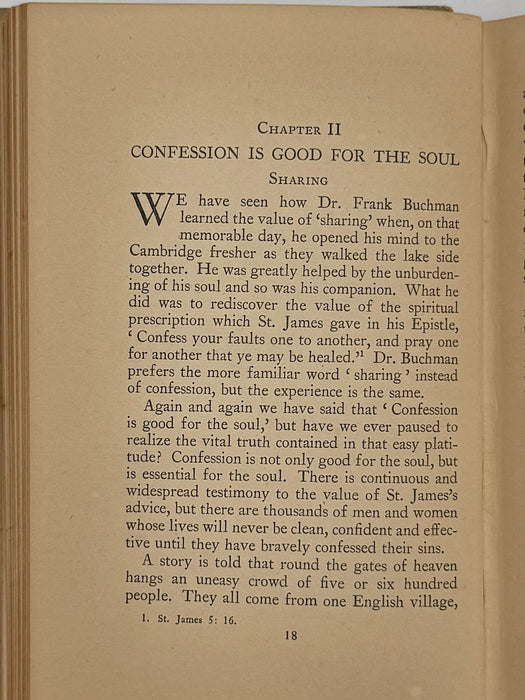 CHAPTER II
CONFESSION IS GOOD FOR THE SOUL
SHARING
WE have seen how Dr. Frank Buchman
learned the value of 'sharing' when, on that
memorable day, he opened his mind to the
Cambridge fresher as they walked the lake side
together. He was greatly helped by the unburden-
ing of his soul and so was his companion. What he
did was to rediscover the value of the spiritual
prescription which St. James gave in his Epistle,
' Confess your faults one to another, and pray one
for another that ye may be healed.'¹ Dr. Buchman
prefers the more familiar word ' sharing ' instead
of confession, but the experience is the same.
Again and again we have said that ' Confession
is good for the soul,' but have we ever paused to
realize the vital truth contained in that easy plati-
tude? Confession is not only good for the soul, but
is essential for the soul. There is continuous and
widespread testimony to the value of St. James's
advice, but there are thousands of men and women
whose lives will never be clean, confident and effec-
tive until they have bravely confessed their sins.
A story is told that round the gates of heaven
hangs an uneasy crowd of five or six hundred
people. They all come from one English village,
1. St. James 5: 16.
18